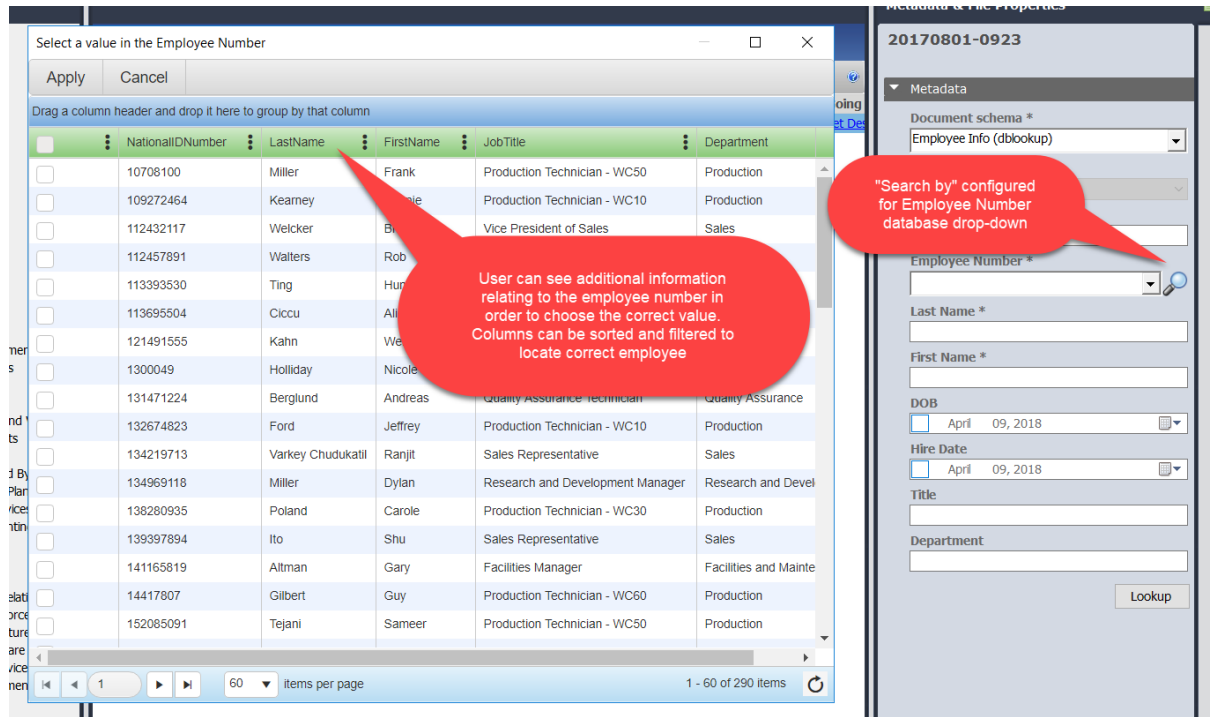 Metadata & File Properties
Select a value in the Employee Number
20170801-0923
Apply Cancel
Metadata
Drag a column header and drop it here to group by that column
Document schema *
Employee Info (dblookup)
NationalIDNumber LastName FirstName JobTitle Department
10708100 Miller Frank Production Technician - WC50 Production
109272464 Kearney Production Technician - WC10 Production
112432117 Welcker Vice President of Sales Sales
112457891 Walters Rob
113393530 Ting
113695504 Ciccu
121491555 Kahn
1300049 Holliday Nicole
131471224 Berglund Andreas Quality Assurance Technician Quality Assurance
132674823 Ford Jeffrey Production Technician - WC10 Production
134219713 Varkey Chudukatil Ranjit Sales Representative Sales
134969118 Miller Dylan Research and Development Manager Research and Devel
138280935 Poland Carole Production Technician - WC30 Production
139397894 Ito Shu Sales Representative Sales
141165819 Altman Gary Facilities Manager Facilities and Mainte
14417807 Gilbert Guy Production Technician - WC60 Production
152085091 Tejani Sameer Production Technician - WC50 Production
1 60 items per page 1 - 60 of 290 items
User can see additional information
relating to the employee number in
order to choose the correct value.
Columns can be sorted and filtered to
locate correct employee
"Search by" configured
for Employee Number
database drop-down
Employee Number *
Last Name *
First Name *
DOB
April 09, 2018
Hire Date
April 09, 2018
Title
Department
Lookup